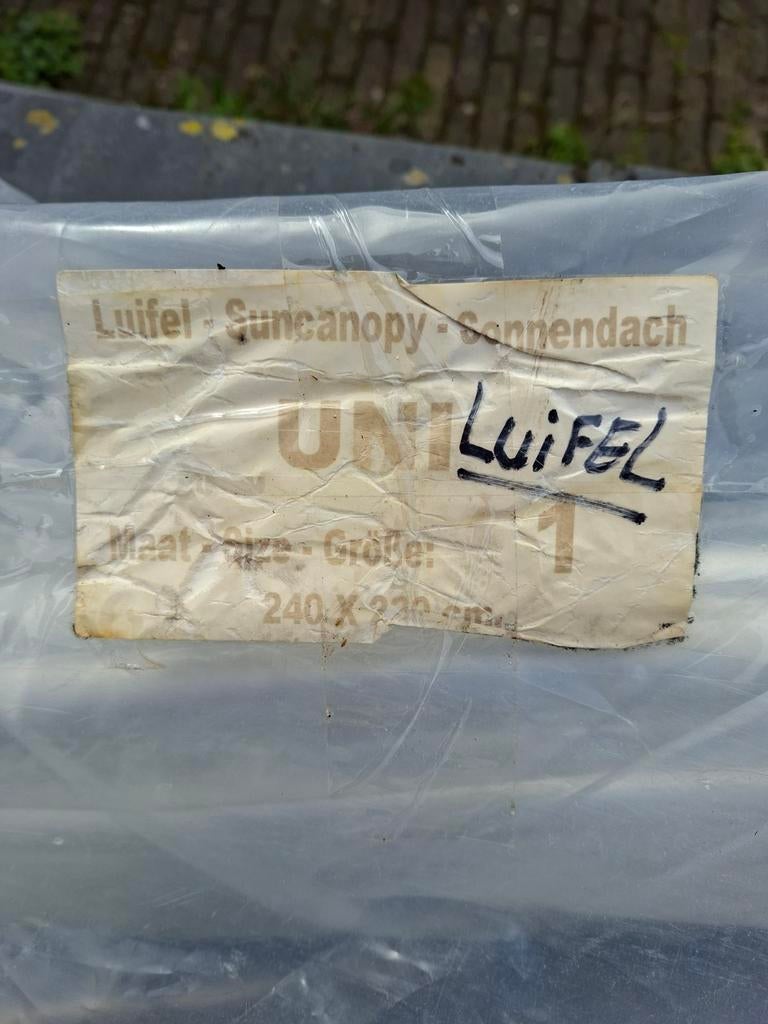 Luifel - Suncanopy - Sonnendach
UNI
LUiFEL
Maat - Size - Größe: 1
240 X 220 cm.